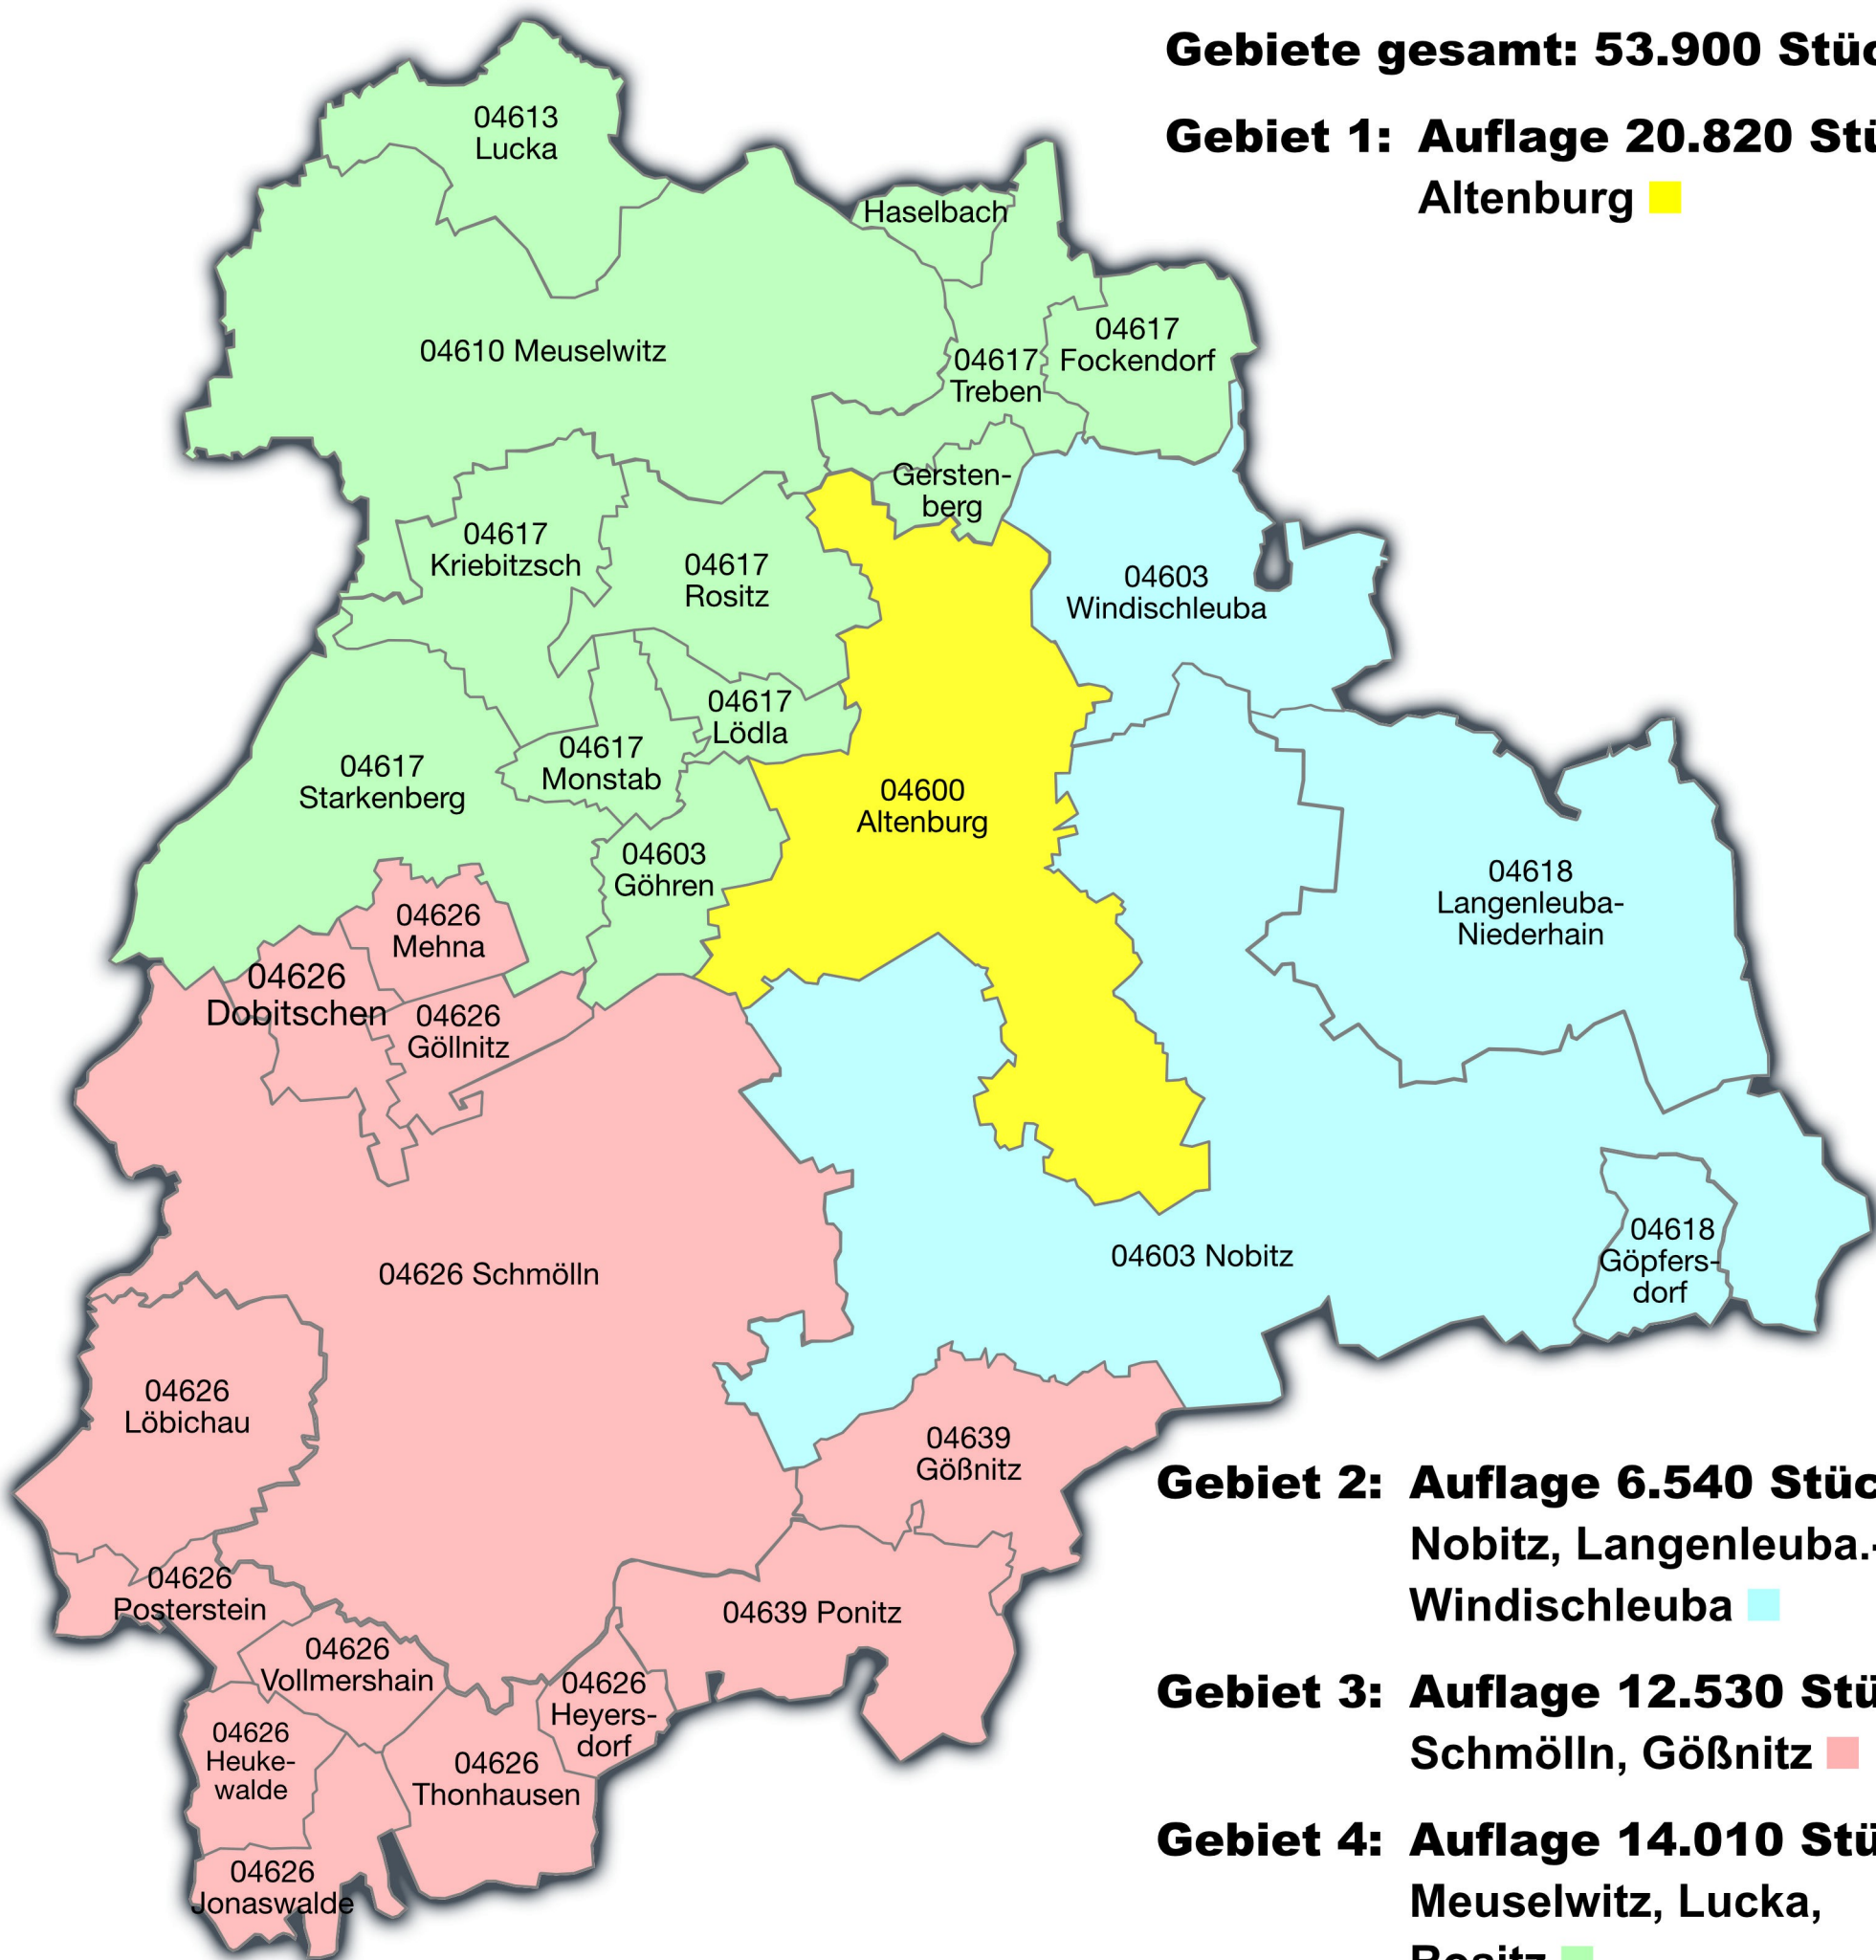 Gebiete gesamt: 53.900 Stüc
Gebiet 1: Auflage 20.820 Stü
Altenburg
04613
Lucka
Haselbach
04610 Meuselwitz
04617
Treben
04617
Fockendorf
Gersten-
berg
04617
Kriebitzsch
04617
Rositz
04603
Windischleuba
04617
Lödla
04617
Monstab
04617
Starkenberg
04600
Altenburg
04603
Göhren
04618
Langenleuba-
Niederhain
04626
Mehna
04626
Dobitschen
04626
Göllnitz
04626 Schmölln
04603 Nobitz
04618
Göpfers-
dorf
04626
Löbichau
04639
Gößnitz
04626
Posterstein
04639 Ponitz
04626
Vollmershain
04626
Heyers-
dorf
04626
Heuke-
walde
04626
Thonhausen
04626
Jonaswalde
Gebiet 2: Auflage 6.540 Stüc
Nobitz, Langenleuba.-
Windischleuba
Gebiet 3: Auflage 12.530 Stü
Schmölln, Gößnitz
Gebiet 4: Auflage 14.010 Stü
Meuselwitz, Lucka,
Rositz